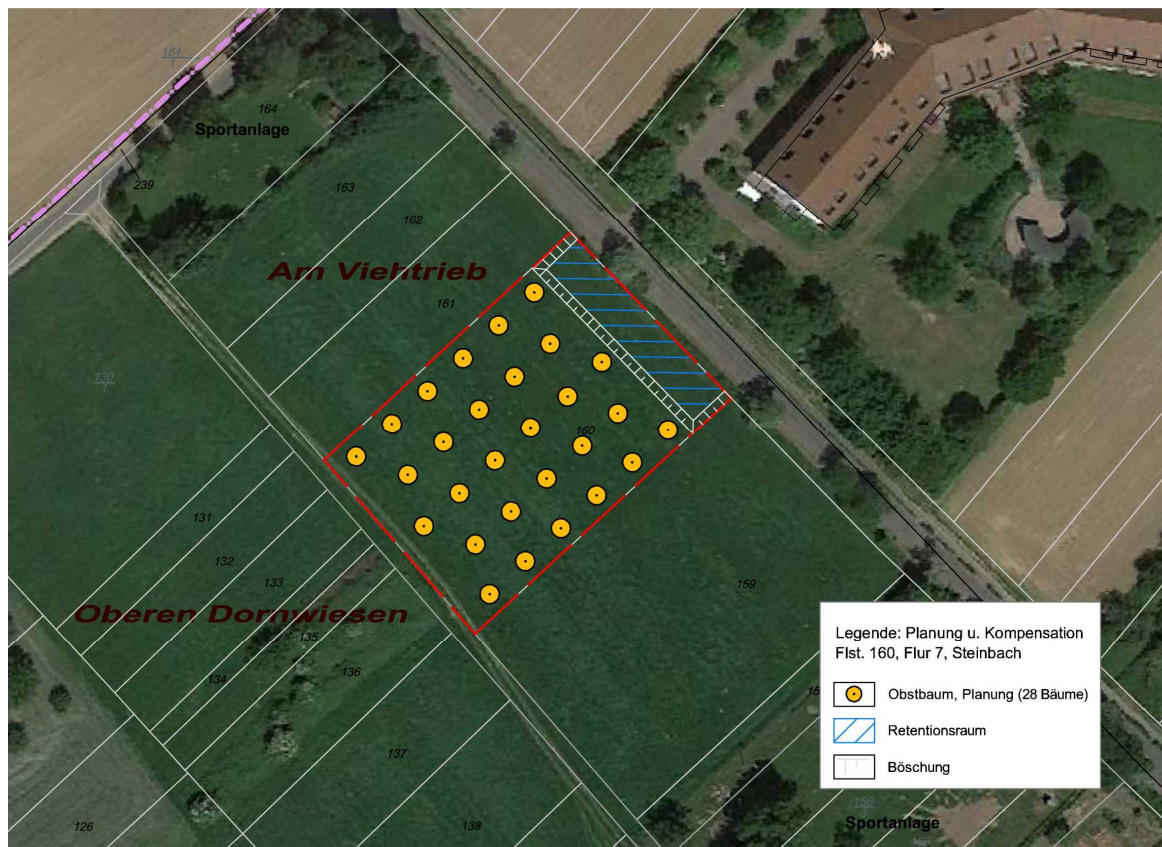 184
164
Sportanlage
239
163
162
Am Viehtrieb
161
130
160
131
132
159
133
Oberen Dornwiesen
135
136
134
137
126
138
Legende: Planung u. Kompensation
Flst. 160, Flur 7, Steinbach
Obstbaum, Planung (28 Bäume)
Retentionsraum
Böschung
156
Sportanlage